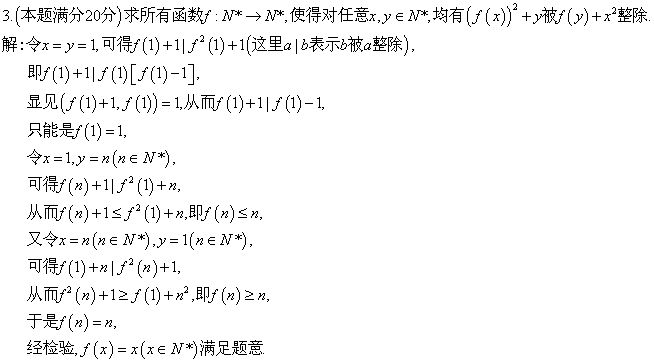 3.(本题满分20分)求所有函数f : N* → N*,使得对任意x, y ∈ N*,均有(f(x))²+y被f(y)+x²整除.
解:令x = y = 1,可得f(1)+1 | f²(1)+1(这里a | b表示b被a整除),
即f(1)+1 | f(1)[f(1)-1],
显见(f(1)+1, f(1)) = 1,从而f(1)+1 | f(1)-1,
只能是f(1) = 1,
令x = 1, y = n(n ∈ N*),
可得f(n)+1 | f²(1)+n,
从而f(n)+1 ≤ f²(1)+n,即f(n) ≤ n,
又令x = n(n ∈ N*), y = 1(n ∈ N*),
可得f(1)+n | f²(n)+1,
从而f²(n)+1 ≥ f(1)+n²,即f(n) ≥ n,
于是f(n) = n,
经检验, f(x) = x(x ∈ N*)满足题意.